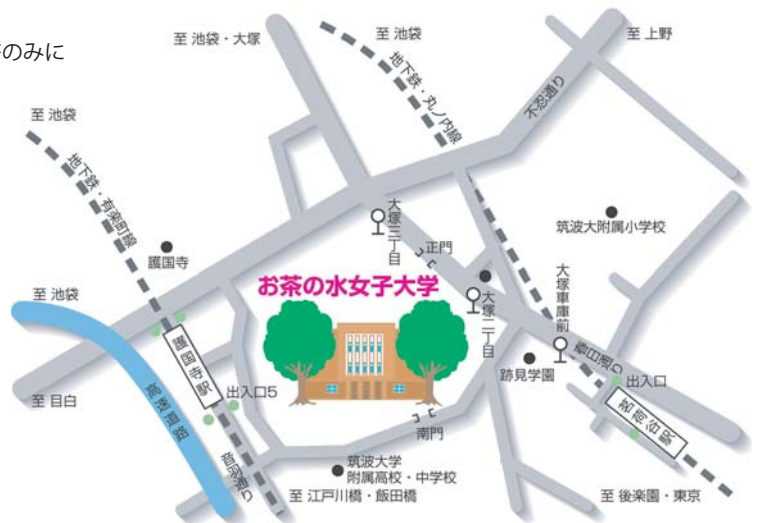 至 池袋・大塚
至 池袋
至 上野
のみに
地下鉄・丸ノ内線
不忍通り
至 池袋
地下鉄・有楽町線
大塚三丁目
正門
筑波大附属小学校
護国寺
お茶の水女子大学
大塚二丁目
大塚車庫前
至 池袋
護国寺駅
春日通り
跡見学園
出入口
至 目白
高速道路
出入口5
茗荷谷駅
南門
音羽通り
筑波大学
附属高校・中学校
至 江戸川橋・飯田橋
至 後楽園・東京